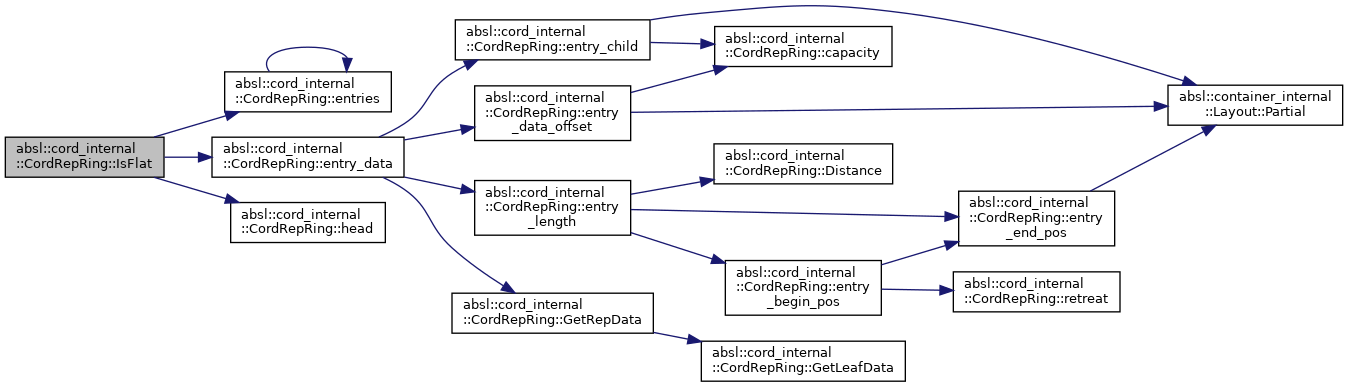 absl::cord_internal
::CordRepRing::IsFlat
absl::cord_internal
::CordRepRing::entries
absl::cord_internal
::CordRepRing::entry_data
absl::cord_internal
::CordRepRing::head
absl::cord_internal
::CordRepRing::entry_child
absl::cord_internal
::CordRepRing::entry
_data_offset
absl::cord_internal
::CordRepRing::entry
_length
absl::cord_internal
::CordRepRing::GetRepData
absl::cord_internal
::CordRepRing::capacity
absl::cord_internal
::CordRepRing::Distance
absl::cord_internal
::CordRepRing::entry
_begin_pos
absl::cord_internal
::CordRepRing::GetLeafData
absl::cord_internal
::CordRepRing::entry
_end_pos
absl::cord_internal
::CordRepRing::retreat
absl::container_internal
::Layout::Partial